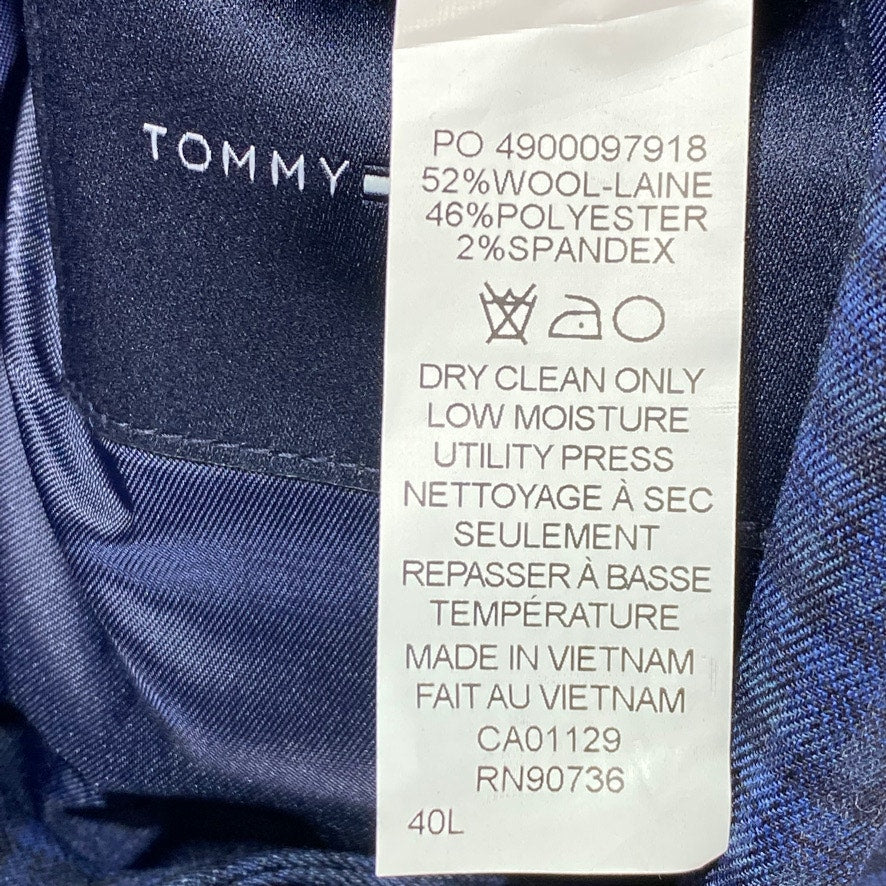 TOMMY
PO 4900097918
52%WOOL-LAINE
46%POLYESTER
2%SPANDEX
DRY CLEAN ONLY
LOW MOISTURE
UTILITY PRESS
NETTOYAGE À SEC
SEULEMENT
REPASSER À BASSE
TEMPÉRATURE
MADE IN VIETNAM
FAIT AU VIETNAM
CA01129
RN90736
40L